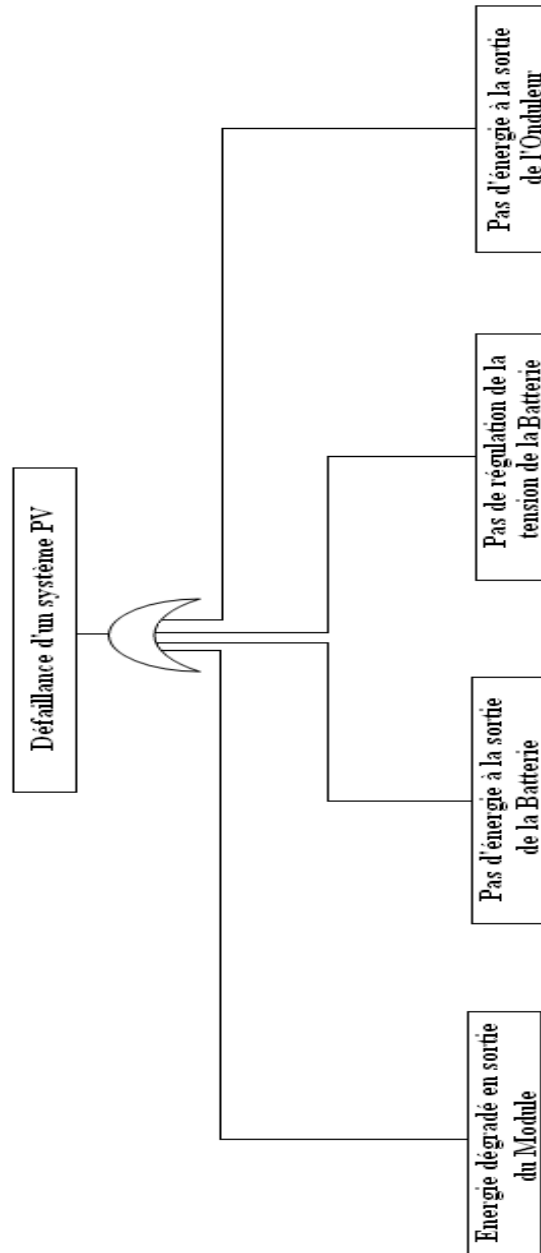 Défaillance d'un système PV
Energie dégradé en sortie
du Module
Pas d'énergie à la sortie
de la Batterie
Pas de régulation de la
tension de la Batterie
Pas d'énergie à la sortie
de l'Onduleur